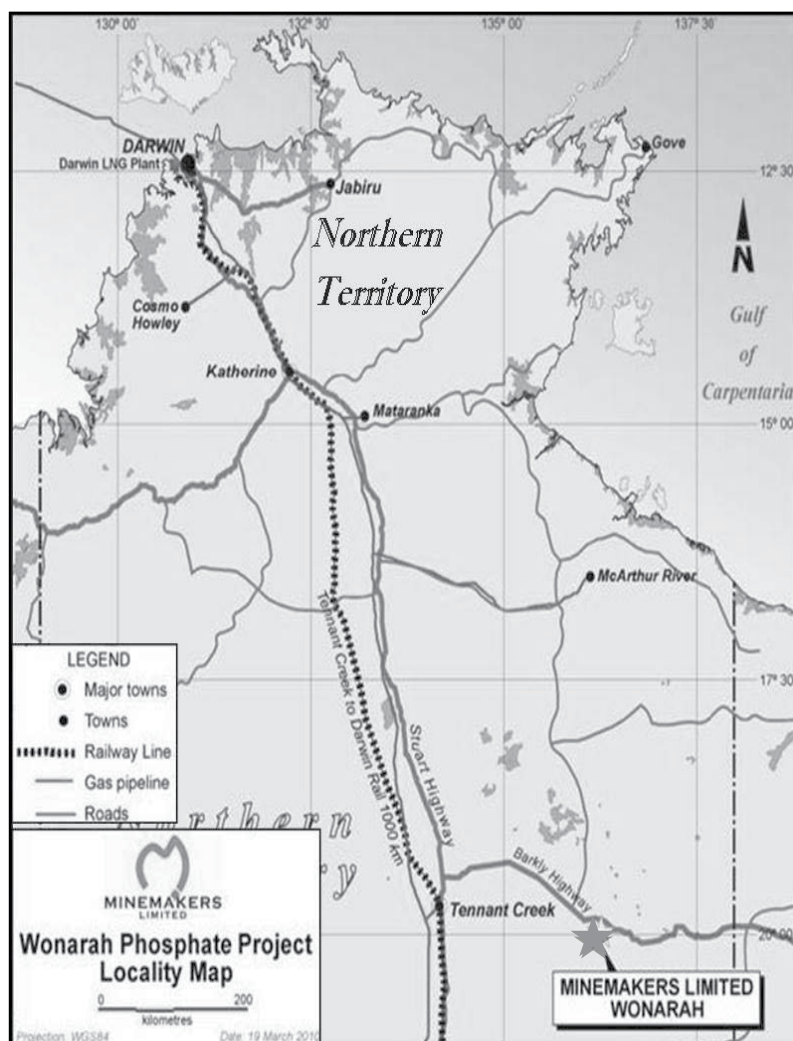 130° 00'
132° 30'
135° 00'
137° 30'
DARWIN
Darwin LNG Plant
Gove
12° 30'
Jabiru
Northern
Territory
N
Cosmo
Howley
Gulf
of
Carpentaria
Katherine
Mataranka
15° 00'
McArthur River
LEGEND
Major towns
Towns
Railway Line
Gas pipeline
Roads
17° 30'
Tennant Creek to Darwin Rail 1000 km
Stuart Highway
Barkly Highway
Tennant Creek
20° 00'
MINEMAKERS
LIMITED
Wonarah Phosphate Project
Locality Map
0 200
kilometres
Projection: WGS84 Date: 19 March 2010
MINEMAKERS LIMITED
WONARAH